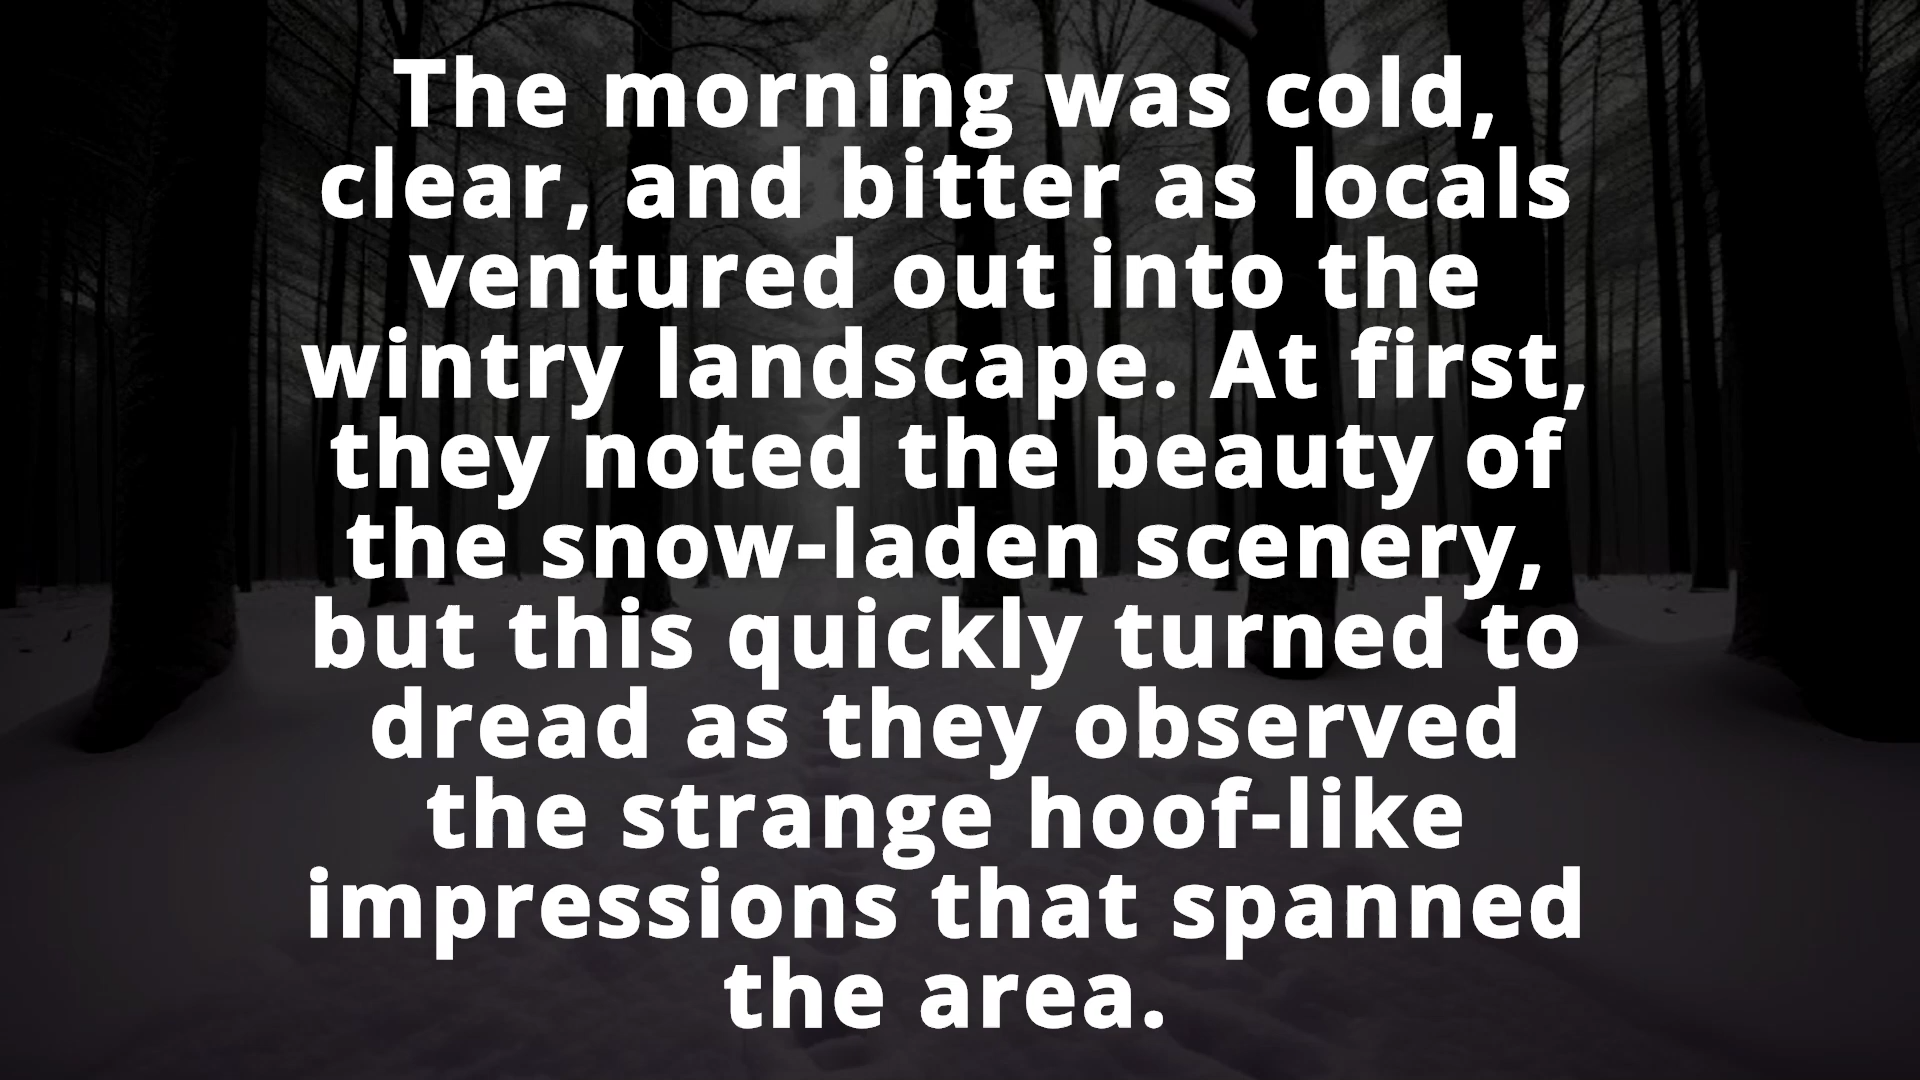 The morning was cold,
clear, and bitter as locals
ventured out into the
wintry landscape. At first,
they noted the beauty of
the snow-laden scenery,
but this quickly turned to
dread as they observed
the strange hoof-like
impressions that spanned
the area.